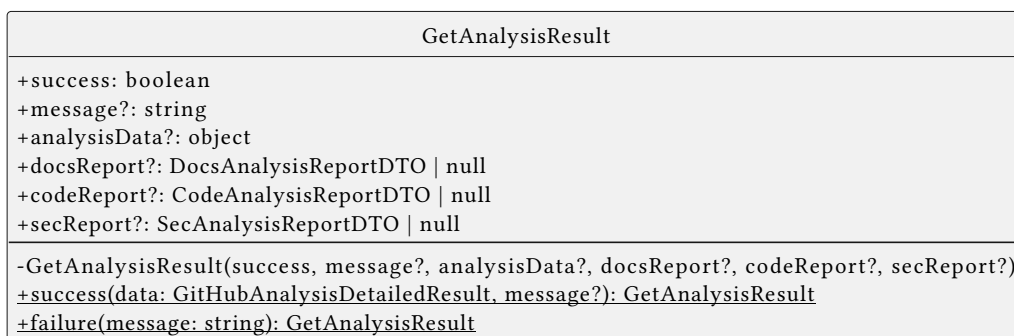 GetAnalysisResult
+success: boolean
+message?: string
+analysisData?: object
+docsReport?: DocsAnalysisReportDTO | null
+codeReport?: CodeAnalysisReportDTO | null
+secReport?: SecAnalysisReportDTO | null
-GetAnalysisResult(success, message?, analysisData?, docsReport?, codeReport?, secReport?)
+success(data: GitHubAnalysisDetailedResult, message?): GetAnalysisResult
+failure(message: string): GetAnalysisResult